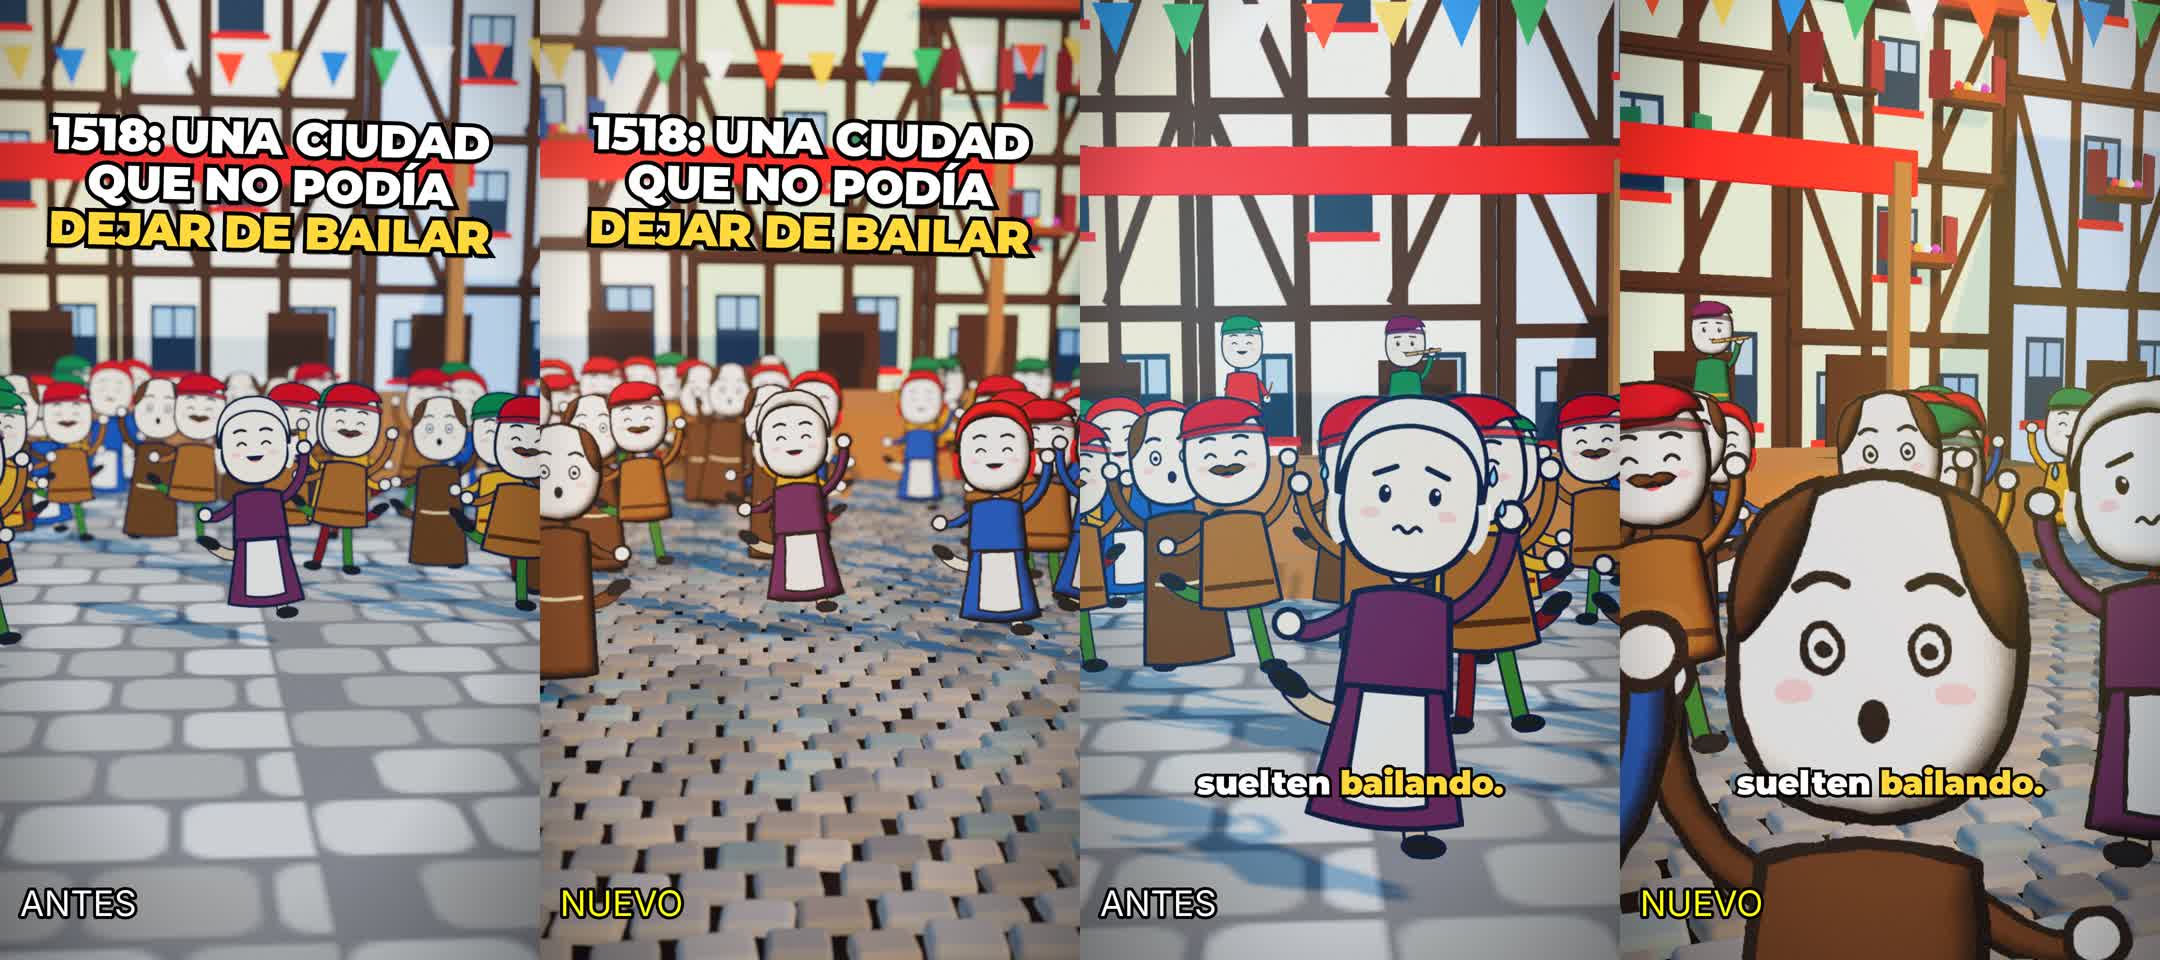 1518: UNA CIUDAD
QUE NO PODÍA
DEJAR DE BAILAR
ANTES
1518: UNA CIUDAD
QUE NO PODÍA
DEJAR DE BAILAR
NUEVO
suelten bailando.
ANTES
suelten bailando.
NUEVO